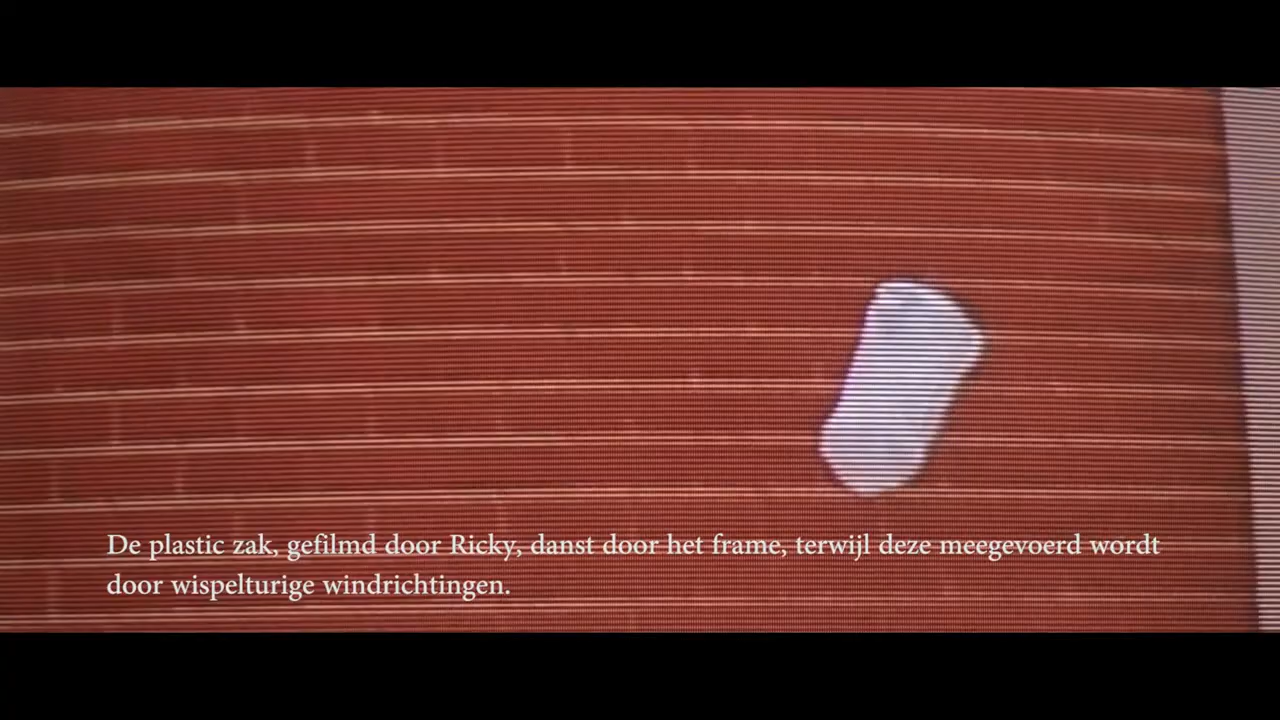 De plastic zak, gefilmd door Ricky, danst door het frame, terwijl deze meegevoerd wordt
door wispelturige windrichtingen.